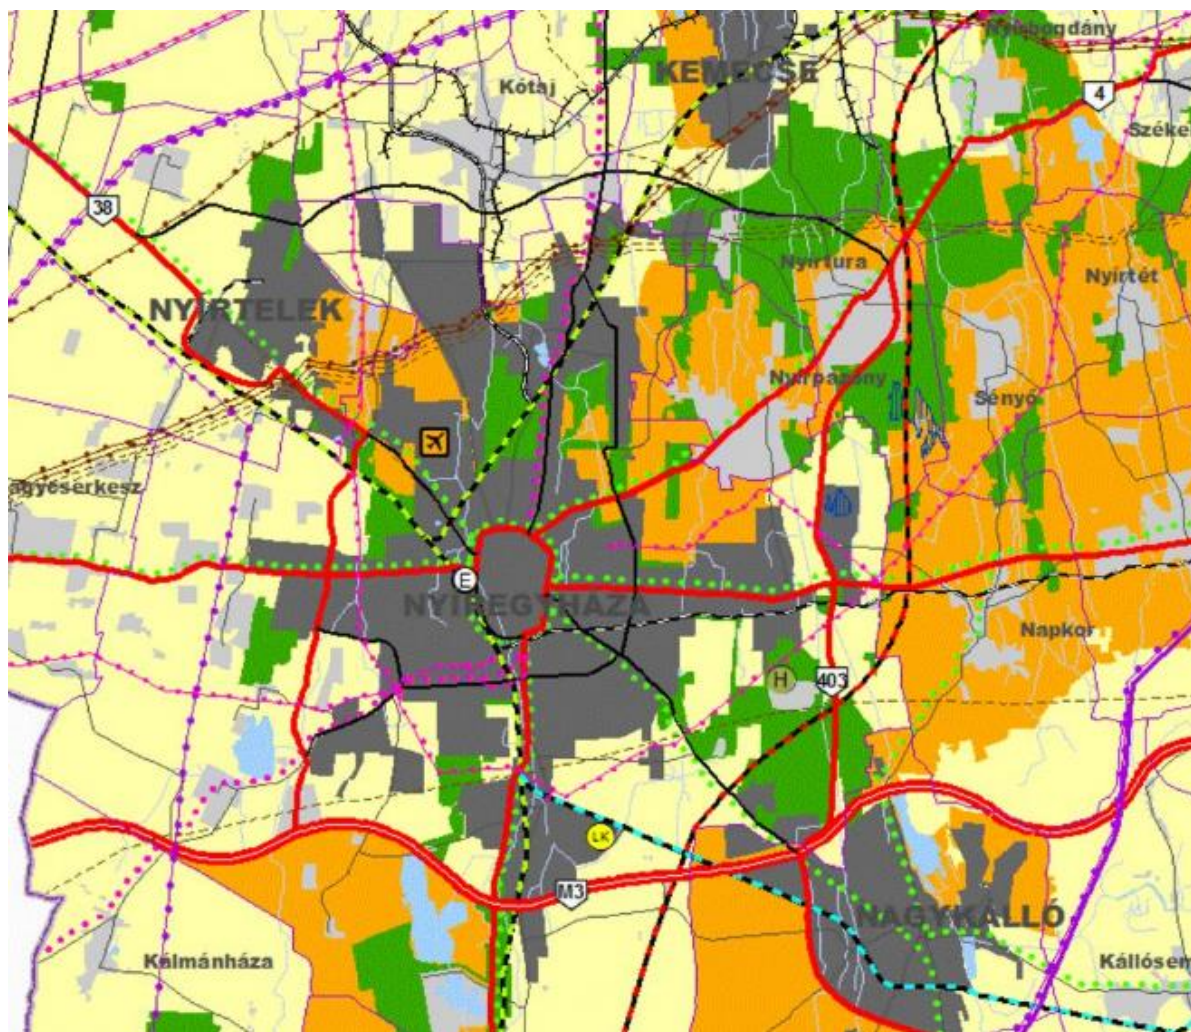 Nyírbogdány
KEMECSE
Kótaj
4
Széke
38
Nyírtura
Nyírtét
NYÍRTELEK
Nyírpazony
Sényő
agycserkesz
E
NYÍREGYHÁZA
Napkor
H
403
LK
M3
NAGYKÁLLÓ
Kálmánháza
Kállósem